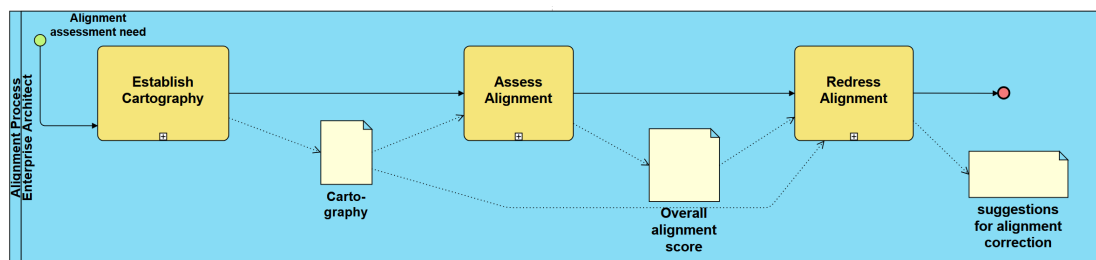 Alignment Process
Enterprise Architect
Alignment
assessment need
Establish
Cartography
Assess
Alignment
Redress
Alignment
Carto-
graphy
Overall
alignment
score
suggestions
for alignment
correction